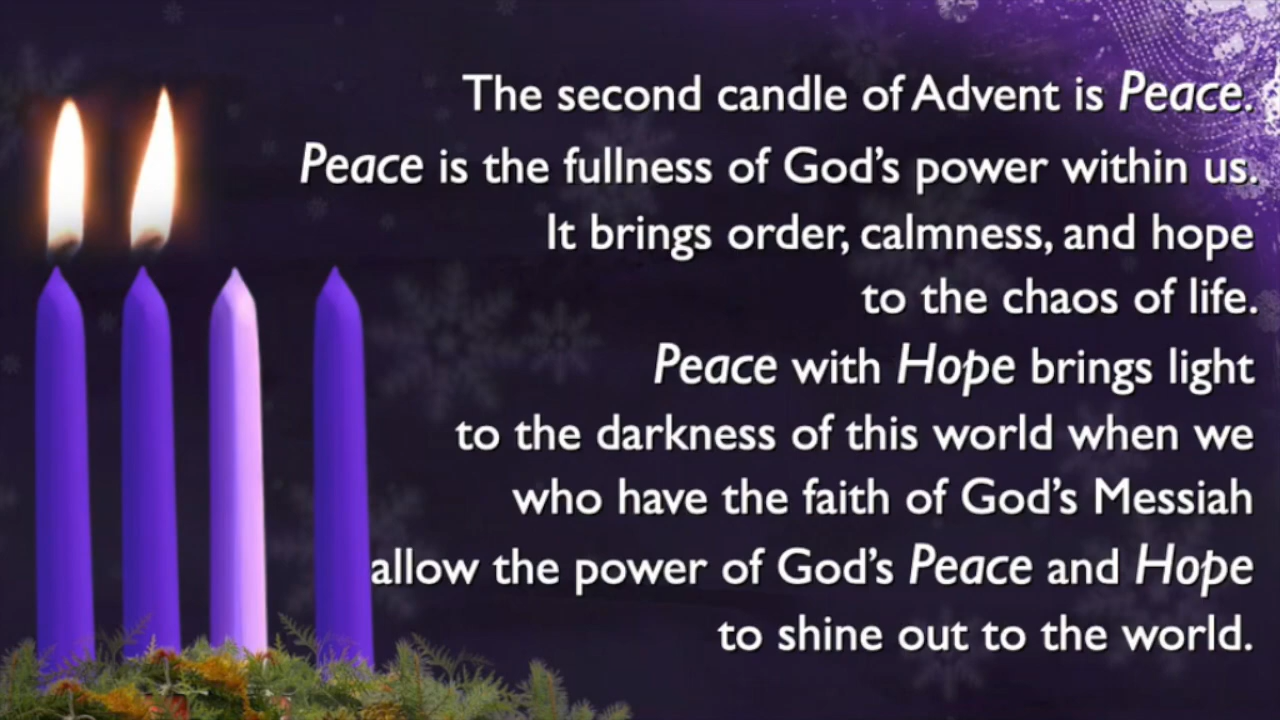 The second candle of Advent is Peace.
Peace is the fullness of God’s power within us.
It brings order, calmness, and hope
to the chaos of life.
Peace with Hope brings light
to the darkness of this world when we
who have the faith of God’s Messiah
allow the power of God’s Peace and Hope
to shine out to the world.